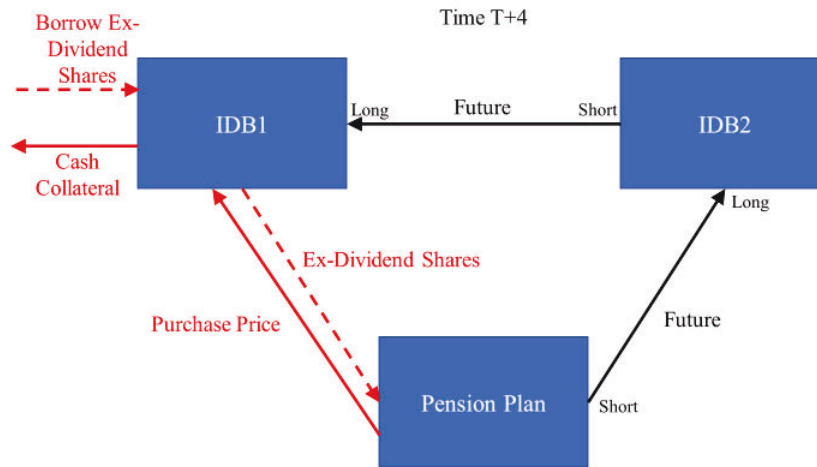 Time T+4
Borrow Ex-
Dividend
Shares
IDB1
Long
Future
Short
IDB2
Cash
Collateral
Long
Ex-Dividend Shares
Purchase Price
Future
Pension Plan
Short